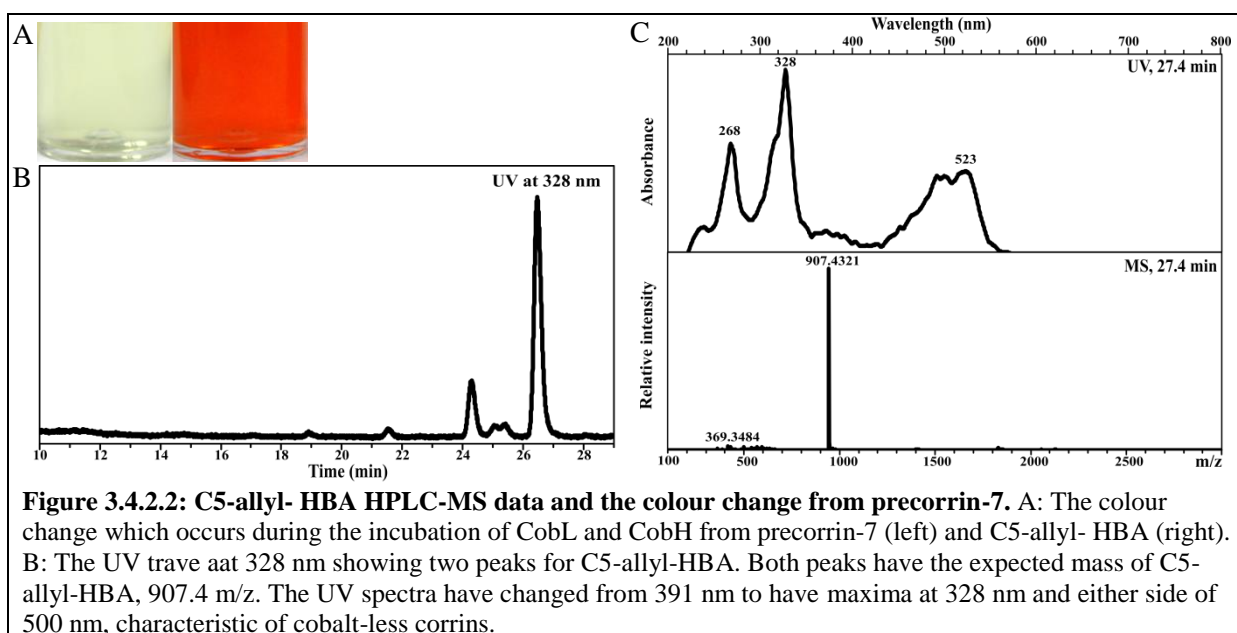 A
B
UV at 328 nm
10 12 14 16 18 20 22 24 26 28
Time (min)
C
Wavelength (nm)
200 300 400 500 600 700 800
328
UV, 27.4 min
268
523
Absorbance
907.4321
MS, 27.4 min
Relative intensity
369.3484
100 500 1000 1500 2000 2500 m/z
Figure 3.4.2.2: C5-allyl- HBA HPLC-MS data and the colour change from precorrin-7. A: The colour
change which occurs during the incubation of CobL and CobH from precorrin-7 (left) and C5-allyl- HBA (right).
B: The UV trave aat 328 nm showing two peaks for C5-allyl-HBA. Both peaks have the expected mass of C5-
allyl-HBA, 907.4 m/z. The UV spectra have changed from 391 nm to have maxima at 328 nm and either side of
500 nm, characteristic of cobalt-less corrins.